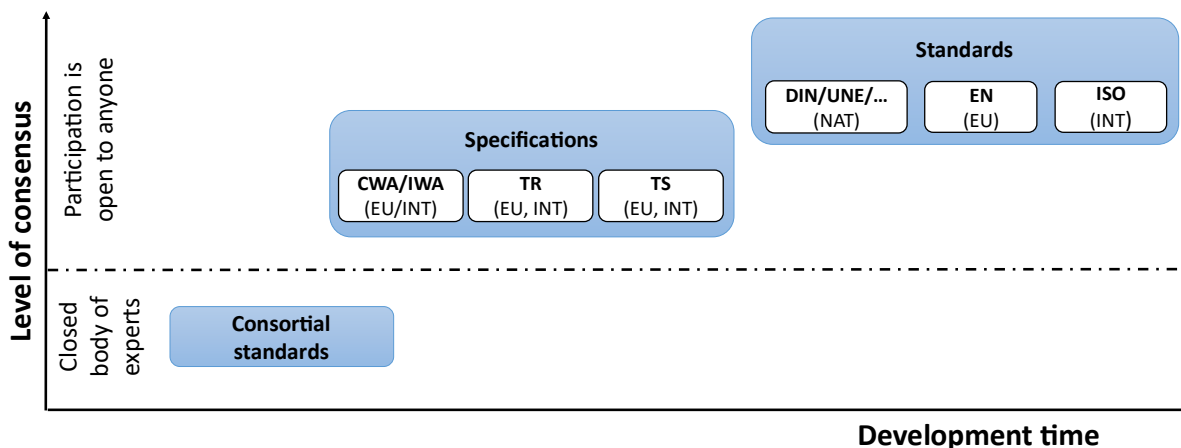 Level of consensus
Participation is
open to anyone
Closed
body of
experts
Standards
DIN/UNE/...
(NAT)
EN
(EU)
ISO
(INT)
Specifications
CWA/IWA
(EU/INT)
TR
(EU, INT)
TS
(EU, INT)
Consortial
standards
Development time